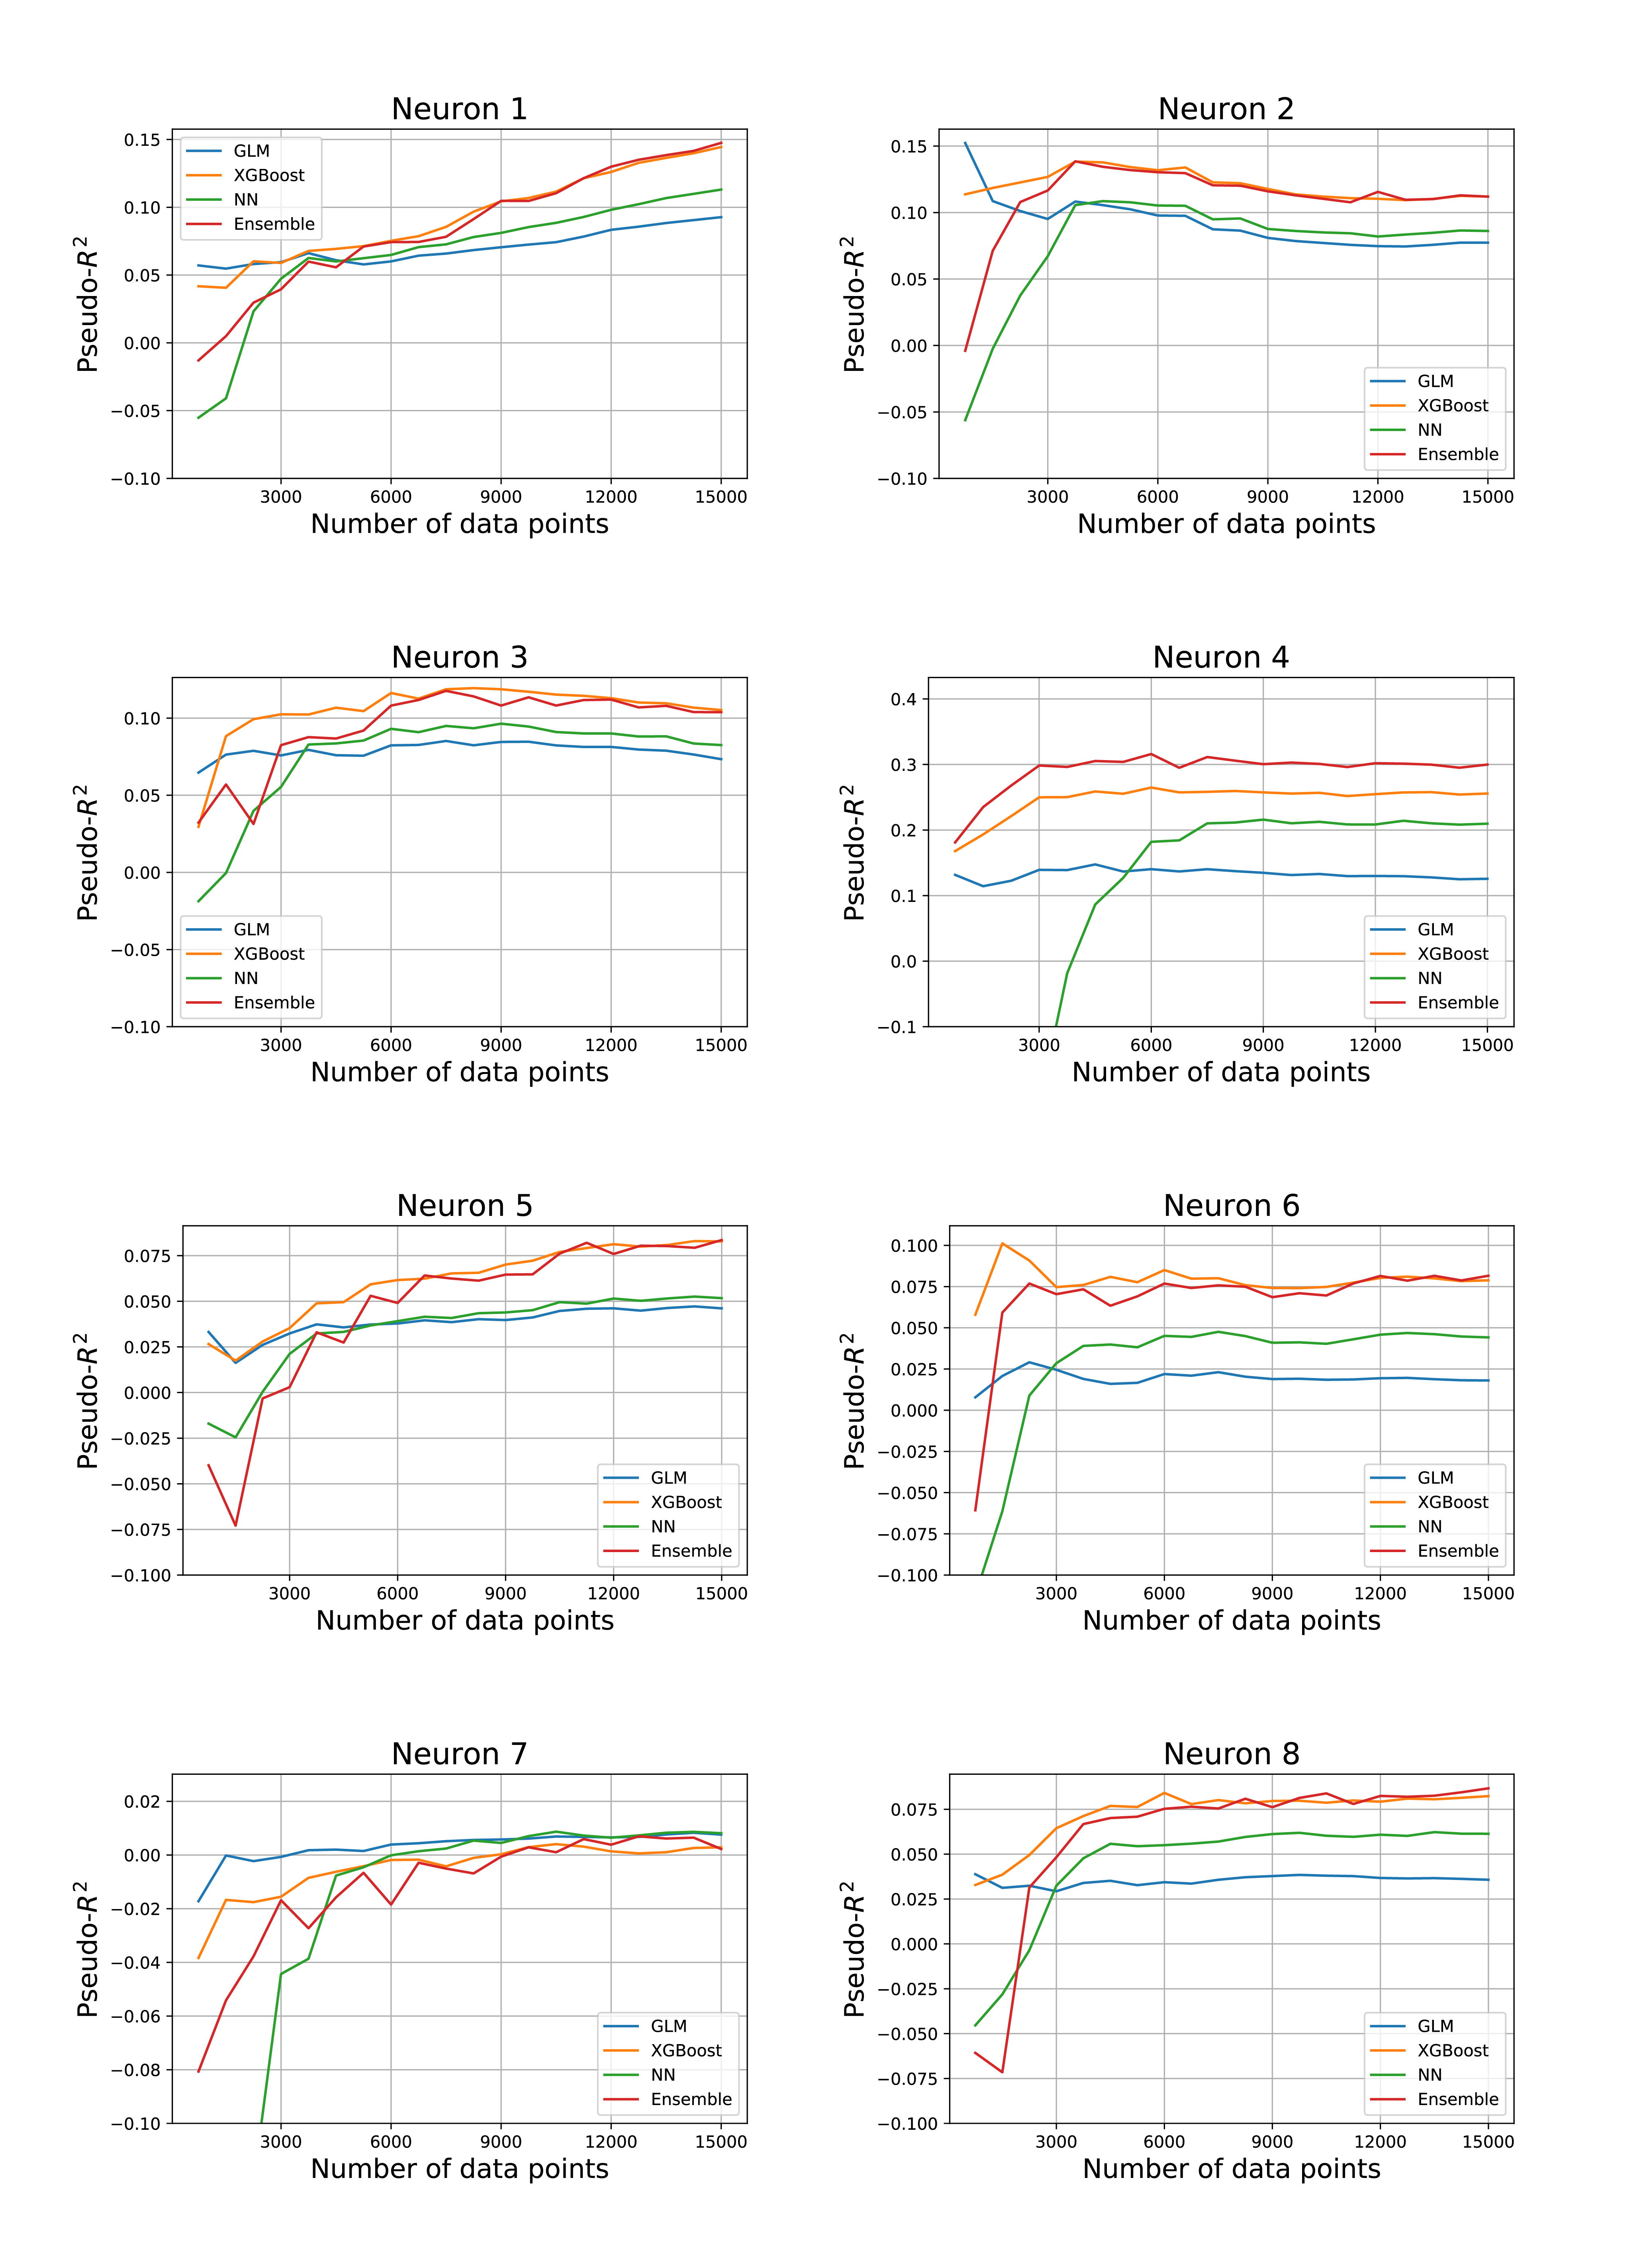 Neuron 1
Pseudo-R²
0.15
0.10
0.05
0.00
−0.05
−0.10
GLM
XGBoost
NN
Ensemble
3000 6000 9000 12000 15000
Number of data points
Neuron 2
Pseudo-R²
0.15
0.10
0.05
0.00
−0.05
−0.10
GLM
XGBoost
NN
Ensemble
3000 6000 9000 12000 15000
Number of data points
Neuron 3
Pseudo-R²
0.10
0.05
0.00
−0.05
−0.10
GLM
XGBoost
NN
Ensemble
3000 6000 9000 12000 15000
Number of data points
Neuron 4
Pseudo-R²
0.4
0.3
0.2
0.1
0.0
−0.1
GLM
XGBoost
NN
Ensemble
3000 6000 9000 12000 15000
Number of data points
Neuron 5
Pseudo-R²
0.075
0.050
0.025
0.000
−0.025
−0.050
−0.075
−0.100
GLM
XGBoost
NN
Ensemble
3000 6000 9000 12000 15000
Number of data points
Neuron 6
Pseudo-R²
0.100
0.075
0.050
0.025
0.000
−0.025
−0.050
−0.075
−0.100
GLM
XGBoost
NN
Ensemble
3000 6000 9000 12000 15000
Number of data points
Neuron 7
Pseudo-R²
0.02
0.00
−0.02
−0.04
−0.06
−0.08
−0.10
GLM
XGBoost
NN
Ensemble
3000 6000 9000 12000 15000
Number of data points
Neuron 8
Pseudo-R²
0.075
0.050
0.025
0.000
−0.025
−0.050
−0.075
−0.100
GLM
XGBoost
NN
Ensemble
3000 6000 9000 12000 15000
Number of data points